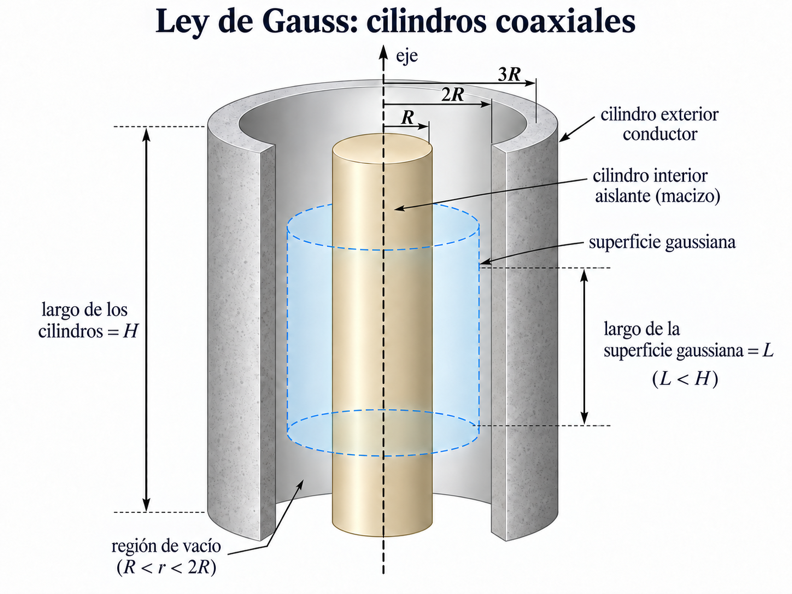 Ley de Gauss: cilindros coaxiales
eje
3R
2R
R
cilindro exterior
conductor
cilindro interior
aislante (macizo)
superficie gaussiana
largo de los
cilindros = H
largo de la
superficie gaussiana = L
(L < H)
región de vacío
(R < r < 2R)